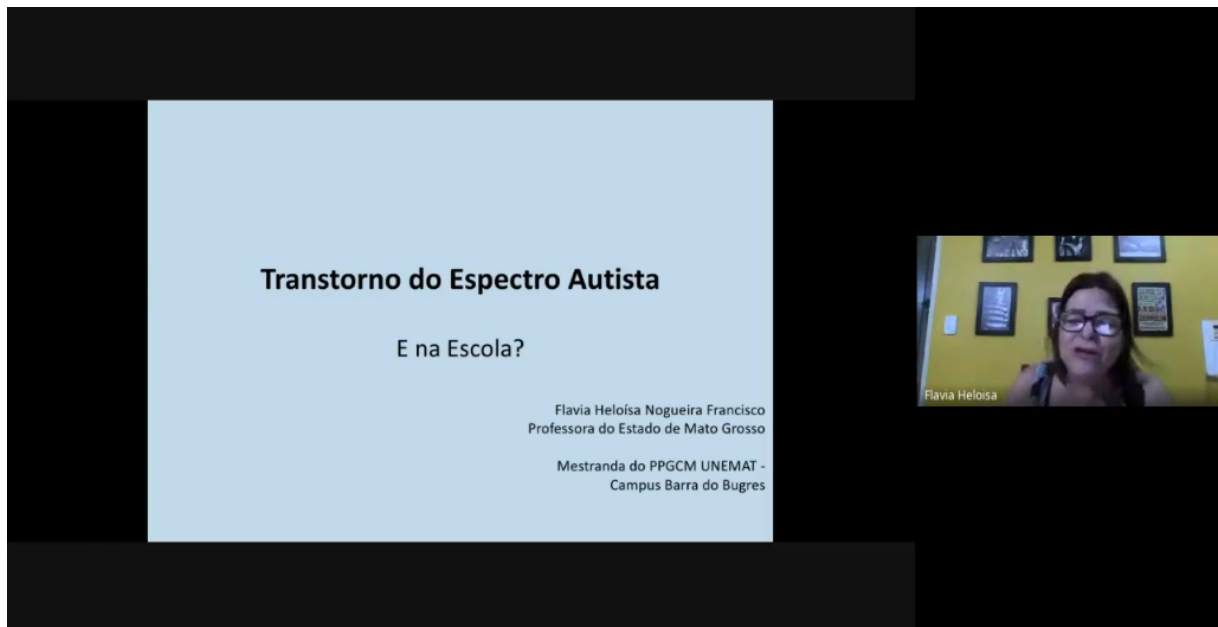 Transtorno do Espectro Autista
E na Escola?
Flavia Heloísa Nogueira Francisco
Professora do Estado de Mato Grosso
Mestranda do PPGCM UNEMAT -
Campus Barra do Bugres
Flavia Heloisa